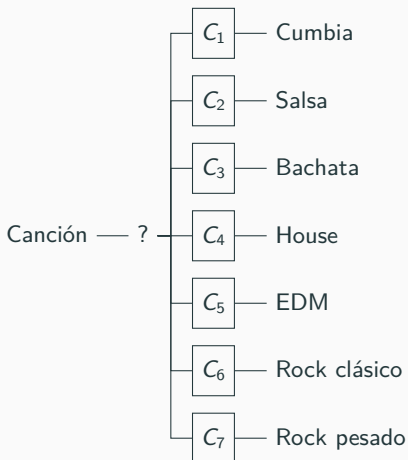 C₁ Cumbia
C₂ Salsa
C₃ Bachata
Canción ? C₄ House
C₅ EDM
C₆ Rock clásico
C₇ Rock pesado